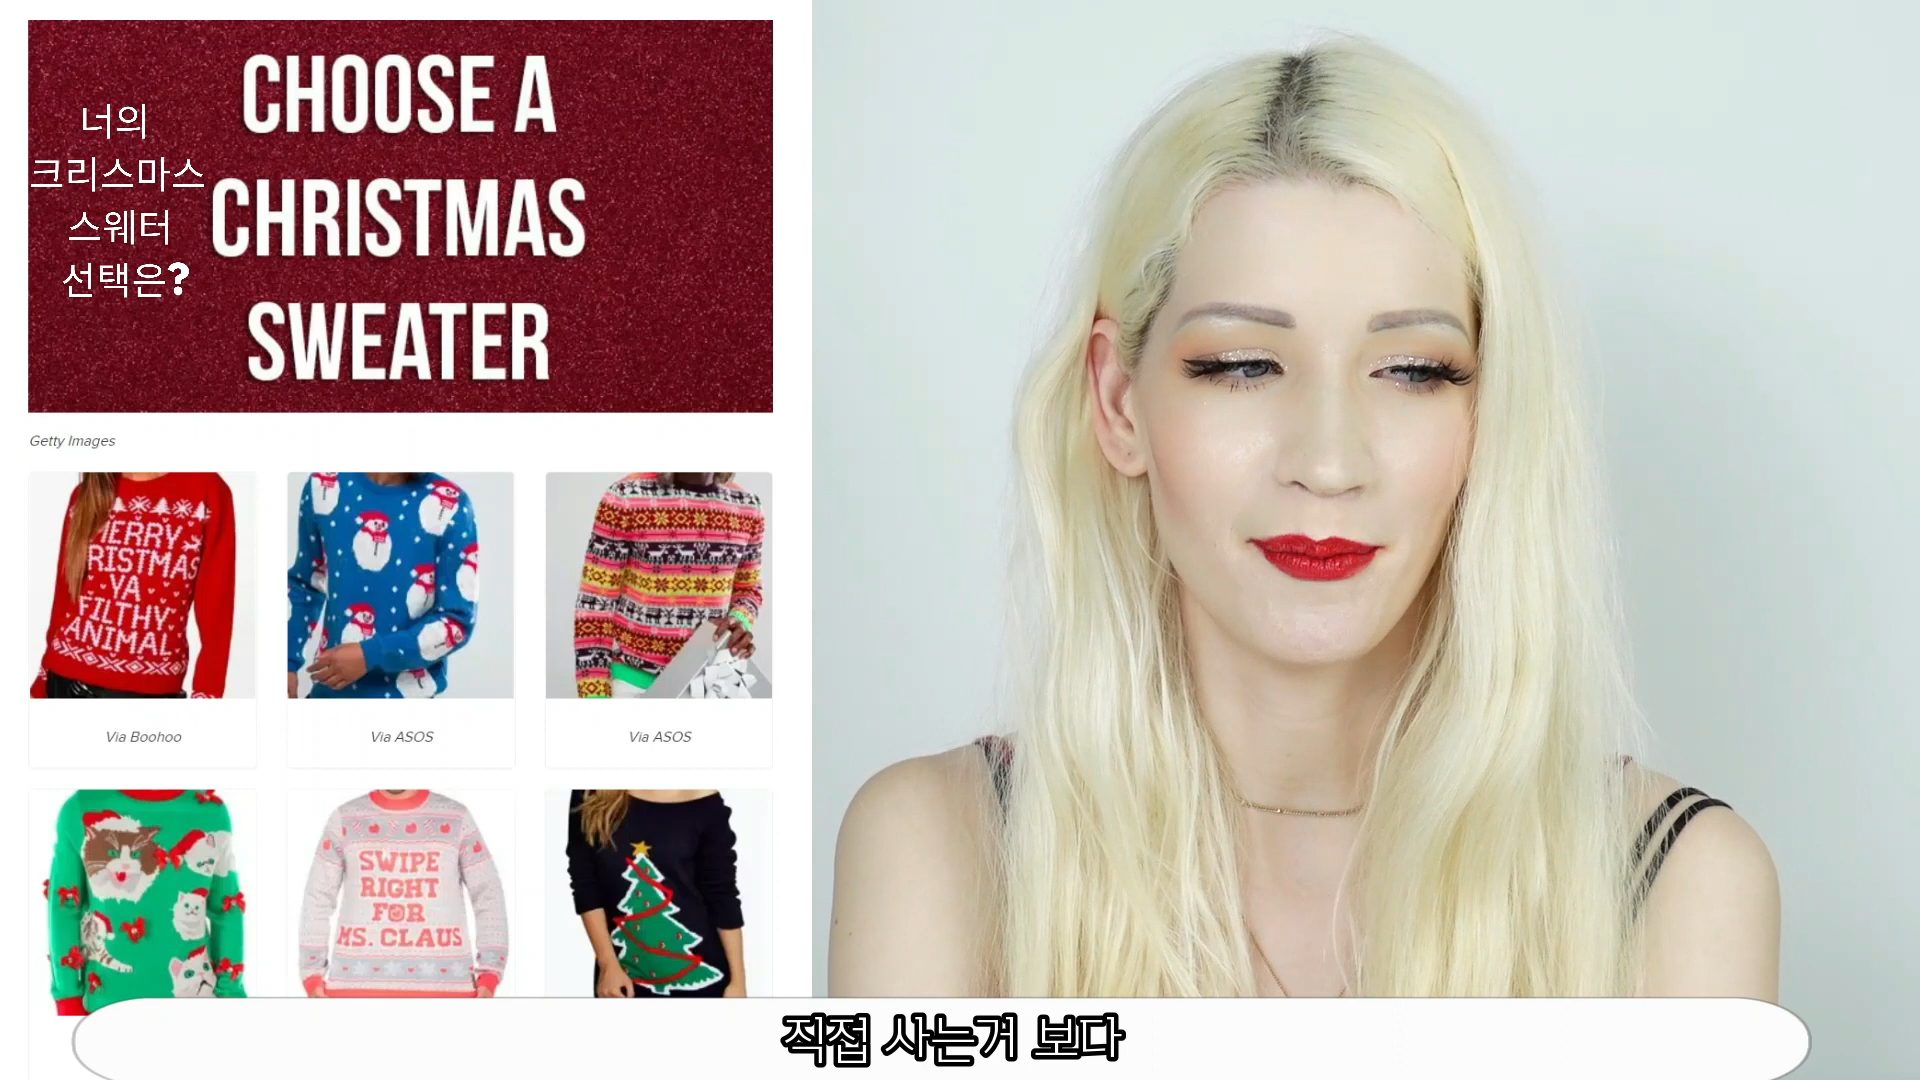 CHOOSE A
CHRISTMAS
SWEATER
너의
크리스마스
스웨터
선택은?
Getty Images
MERRY
RISTMAS
YA
FILTHY
ANIMAL
Via Boohoo
Via ASOS
Via ASOS
SWIPE
RIGHT
FOR
MS. CLAUS
직접 사는거 보다